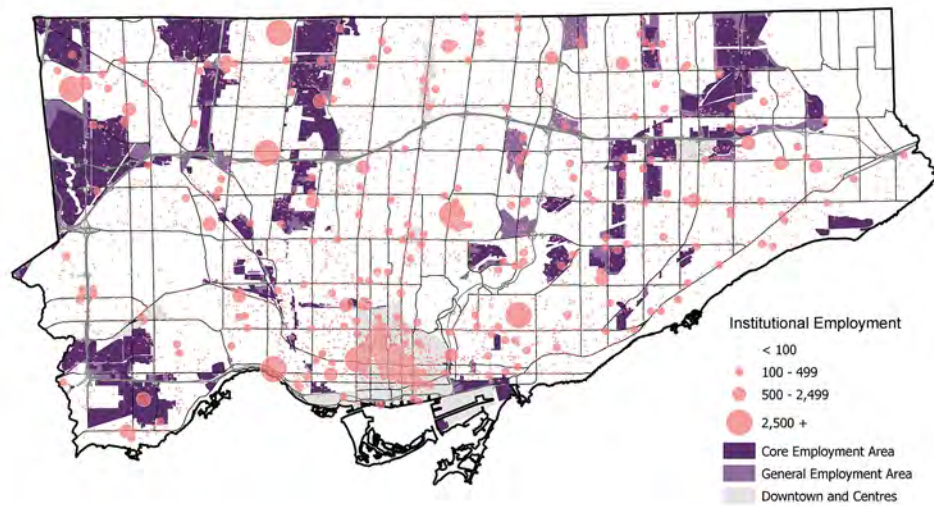 Institutional Employment
< 100
100 - 499
500 - 2,499
2,500 +
Core Employment Area
General Employment Area
Downtown and Centres